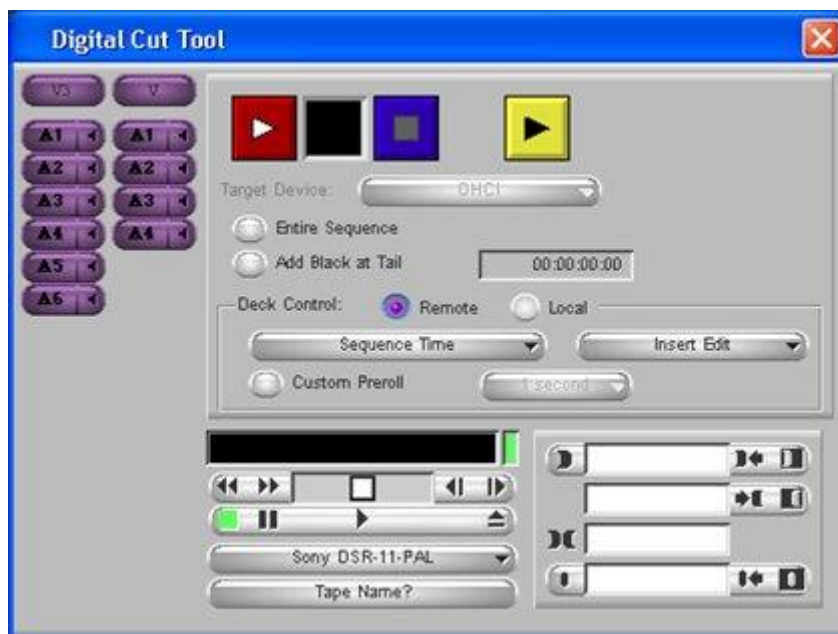 Digital Cut Tool
V3 V
A1 A1
A2 A2
A3 A3
A4 A4
A5
A6
Target Device: OHCI
Entire Sequence
Add Black at Tail 00:00:00:00
Deck Control: Remote Local
Sequence Time Insert Edit
Custom Preroll 1 second
Sony DSR-11-PAL
Tape Name?